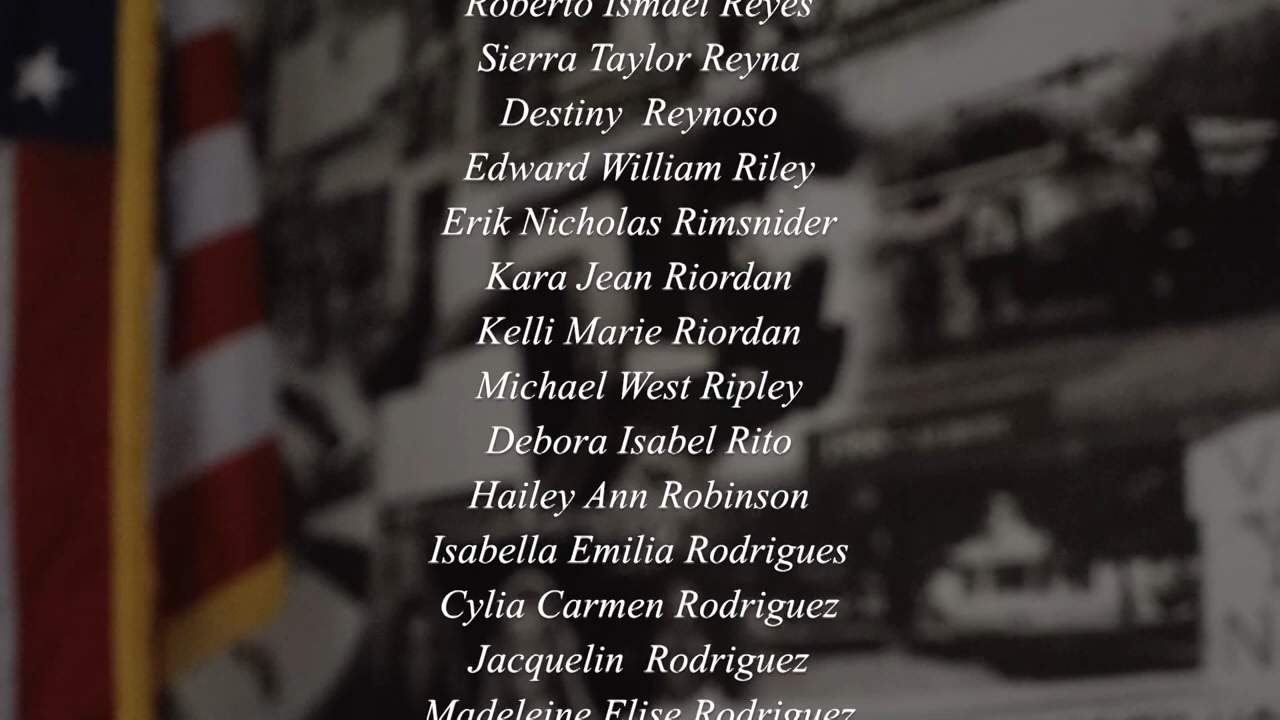 Roberto Ismael Reyes
Sierra Taylor Reyna
Destiny  Reynoso
Edward William Riley
Erik Nicholas Rimsnider
Kara Jean Riordan
Kelli Marie Riordan
Michael West Ripley
Debora Isabel Rito
Hailey Ann Robinson
Isabella Emilia Rodrigues
Cylia Carmen Rodriguez
Jacquelin  Rodriguez
Madeleine Elise Rodriguez